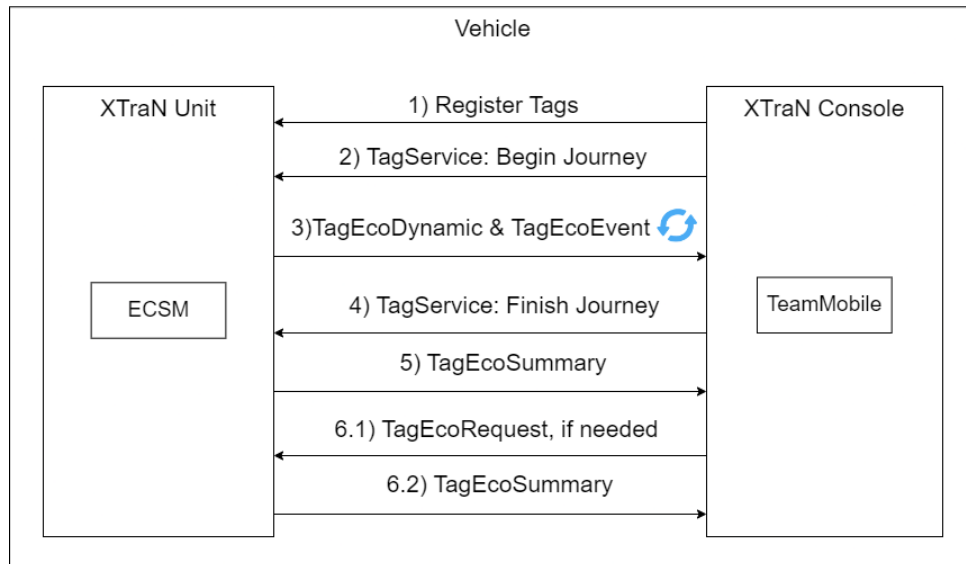 Vehicle
XTraN Unit
XTraN Console
1) Register Tags
2) TagService: Begin Journey
3)TagEcoDynamic & TagEcoEvent
ECSM
TeamMobile
4) TagService: Finish Journey
5) TagEcoSummary
6.1) TagEcoRequest, if needed
6.2) TagEcoSummary